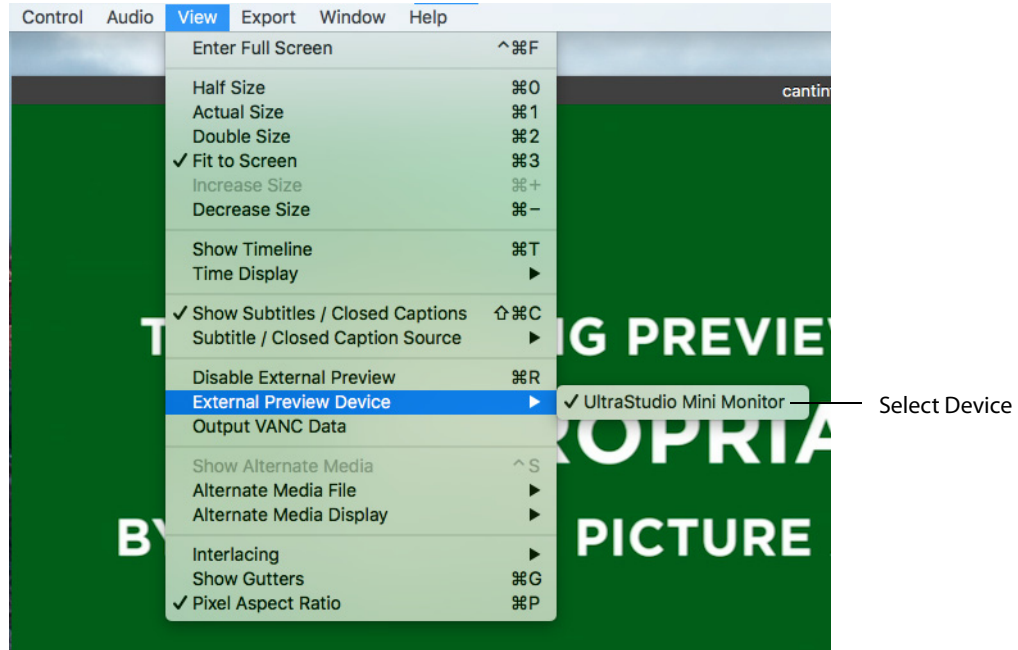 Control Audio View Export Window Help
Enter Full Screen ^⌘F
cantin
Half Size ⌘0
Actual Size ⌘1
Double Size ⌘2
✓ Fit to Screen ⌘3
Increase Size ⌘+
Decrease Size ⌘−
Show Timeline ⌘T
Time Display ▶
✓ Show Subtitles / Closed Captions ⇧⌘C
Subtitle / Closed Caption Source ▶
T G PREVIE
Disable External Preview ⌘R
External Preview Device ▶ ✓ UltraStudio Mini Monitor Select Device
Output VANC Data
ROPRIA
Show Alternate Media ^S
Alternate Media File ▶
Alternate Media Display ▶
B PICTURE
Interlacing ▶
Show Gutters ⌘G
✓ Pixel Aspect Ratio ⌘P